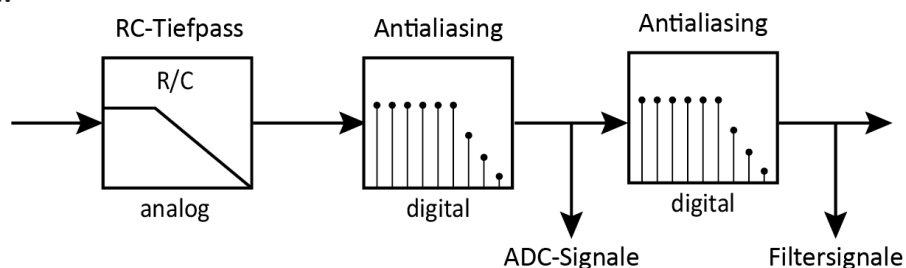 RC-Tiefpass
R/C
analog
Antialiasing
digital
ADC-Signale
Antialiasing
digital
Filtersignale